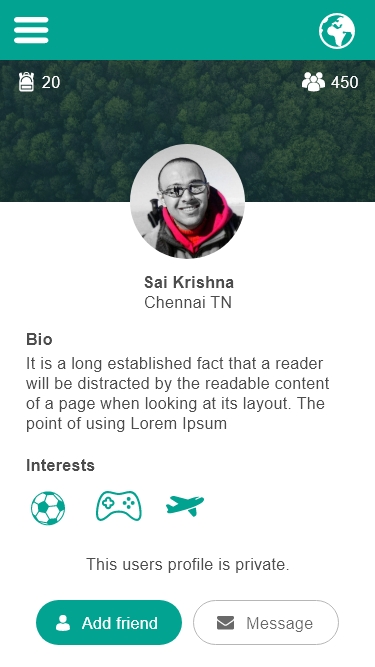 20
450
Sai Krishna
Chennai TN
Bio
It is a long established fact that a reader
will be distracted by the readable content
of a page when looking at its layout. The
point of using Lorem Ipsum
Interests
This users profile is private.
Add friend
Message